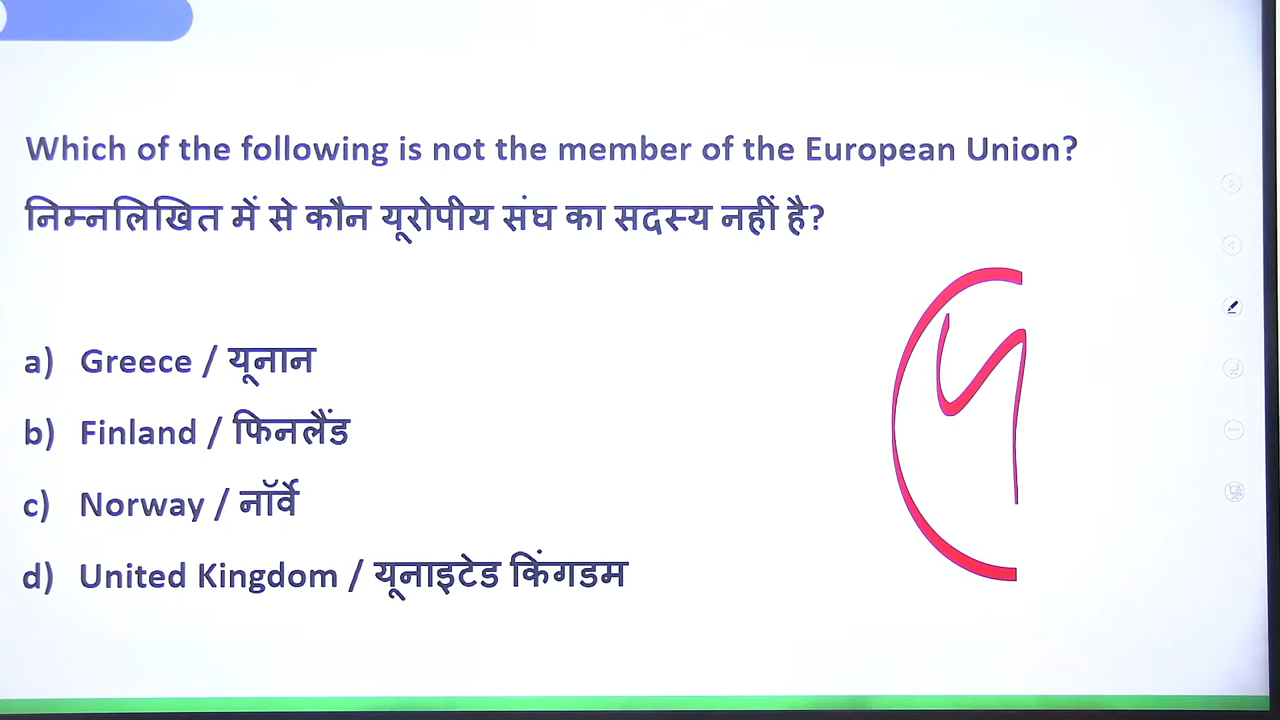 Which of the following is not the member of the European Union?
निम्नलिखित में से कौन यूरोपीय संघ का सदस्य नहीं है?
a) Greece / यूनान
b) Finland / फिनलैंड
c) Norway / नॉर्वे
d) United Kingdom / यूनाइटेड किंगडम